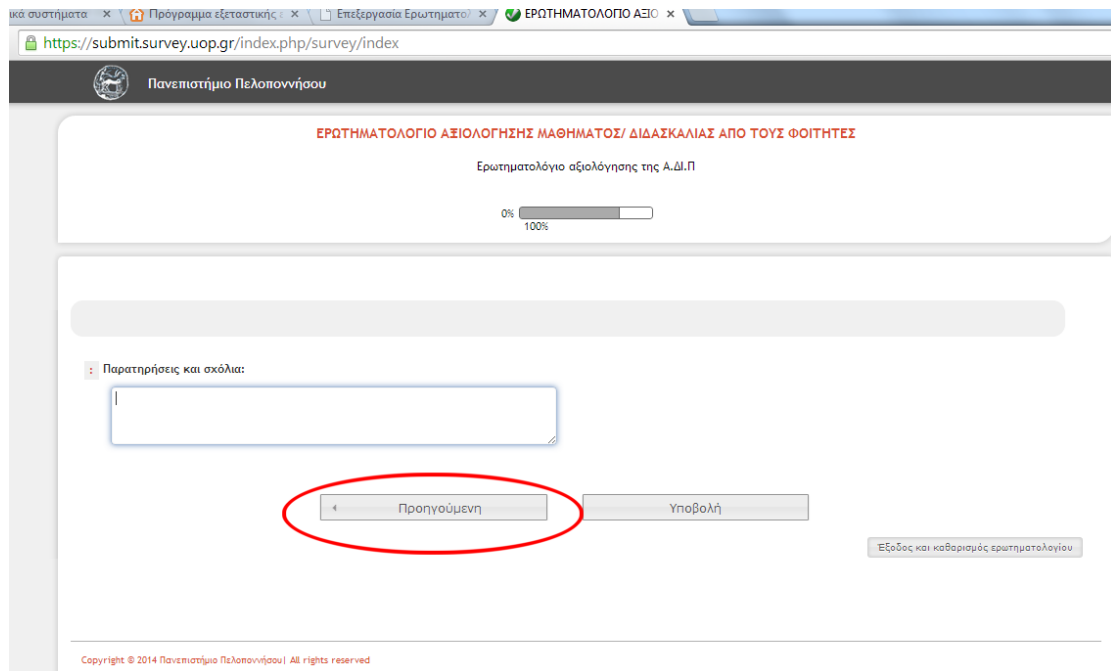 ικά συστήματα × Πρόγραμμα εξεταστικής ε × Επεξεργασία Ερωτηματολ × ΕΡΩΤΗΜΑΤΟΛΟΓΙΟ ΑΞΙΟ ×
https://submit.survey.uop.gr/index.php/survey/index
Πανεπιστήμιο Πελοποννήσου
ΕΡΩΤΗΜΑΤΟΛΟΓΙΟ ΑΞΙΟΛΟΓΗΣΗΣ ΜΑΘΗΜΑΤΟΣ/ ΔΙΔΑΣΚΑΛΙΑΣ ΑΠΟ ΤΟΥΣ ΦΟΙΤΗΤΕΣ
Ερωτηματολόγιο αξιολόγησης της Α.ΔΙ.Π
0%
100%
: Παρατηρήσεις και σχόλια:
Προηγούμενη Υποβολή
Έξοδος και καθαρισμός ερωτηματολογίου
Copyright © 2014 Πανεπιστήμιο Πελοποννήσου| All rights reserved